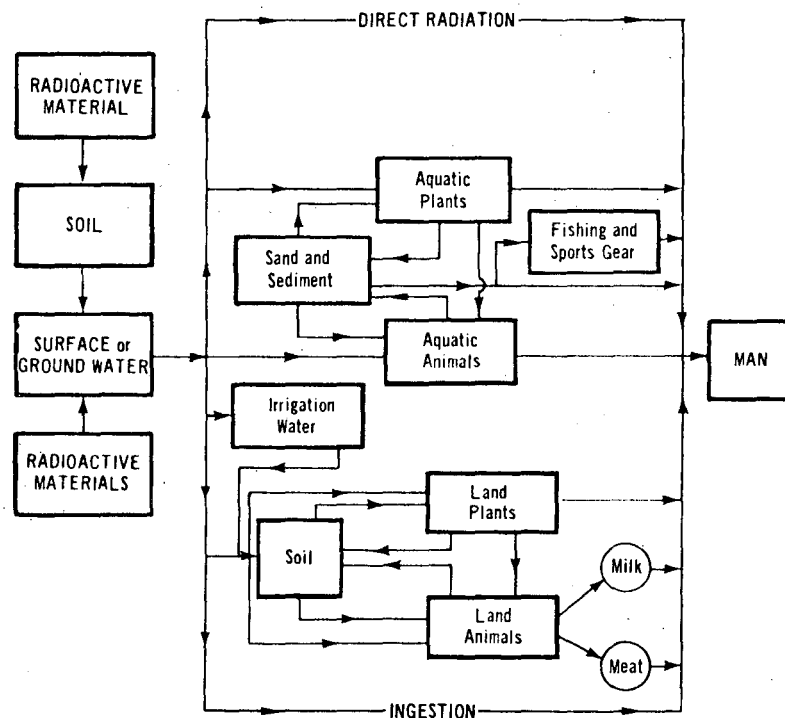 DIRECT RADIATION
RADIOACTIVE
MATERIAL
SOIL
SURFACE or
GROUND WATER
RADIOACTIVE
MATERIALS
Aquatic
Plants
Sand and
Sediment
Fishing and
Sports Gear
Aquatic
Animals
MAN
Irrigation
Water
Land
Plants
Soil
Land
Animals
Milk
Meat
INGESTION